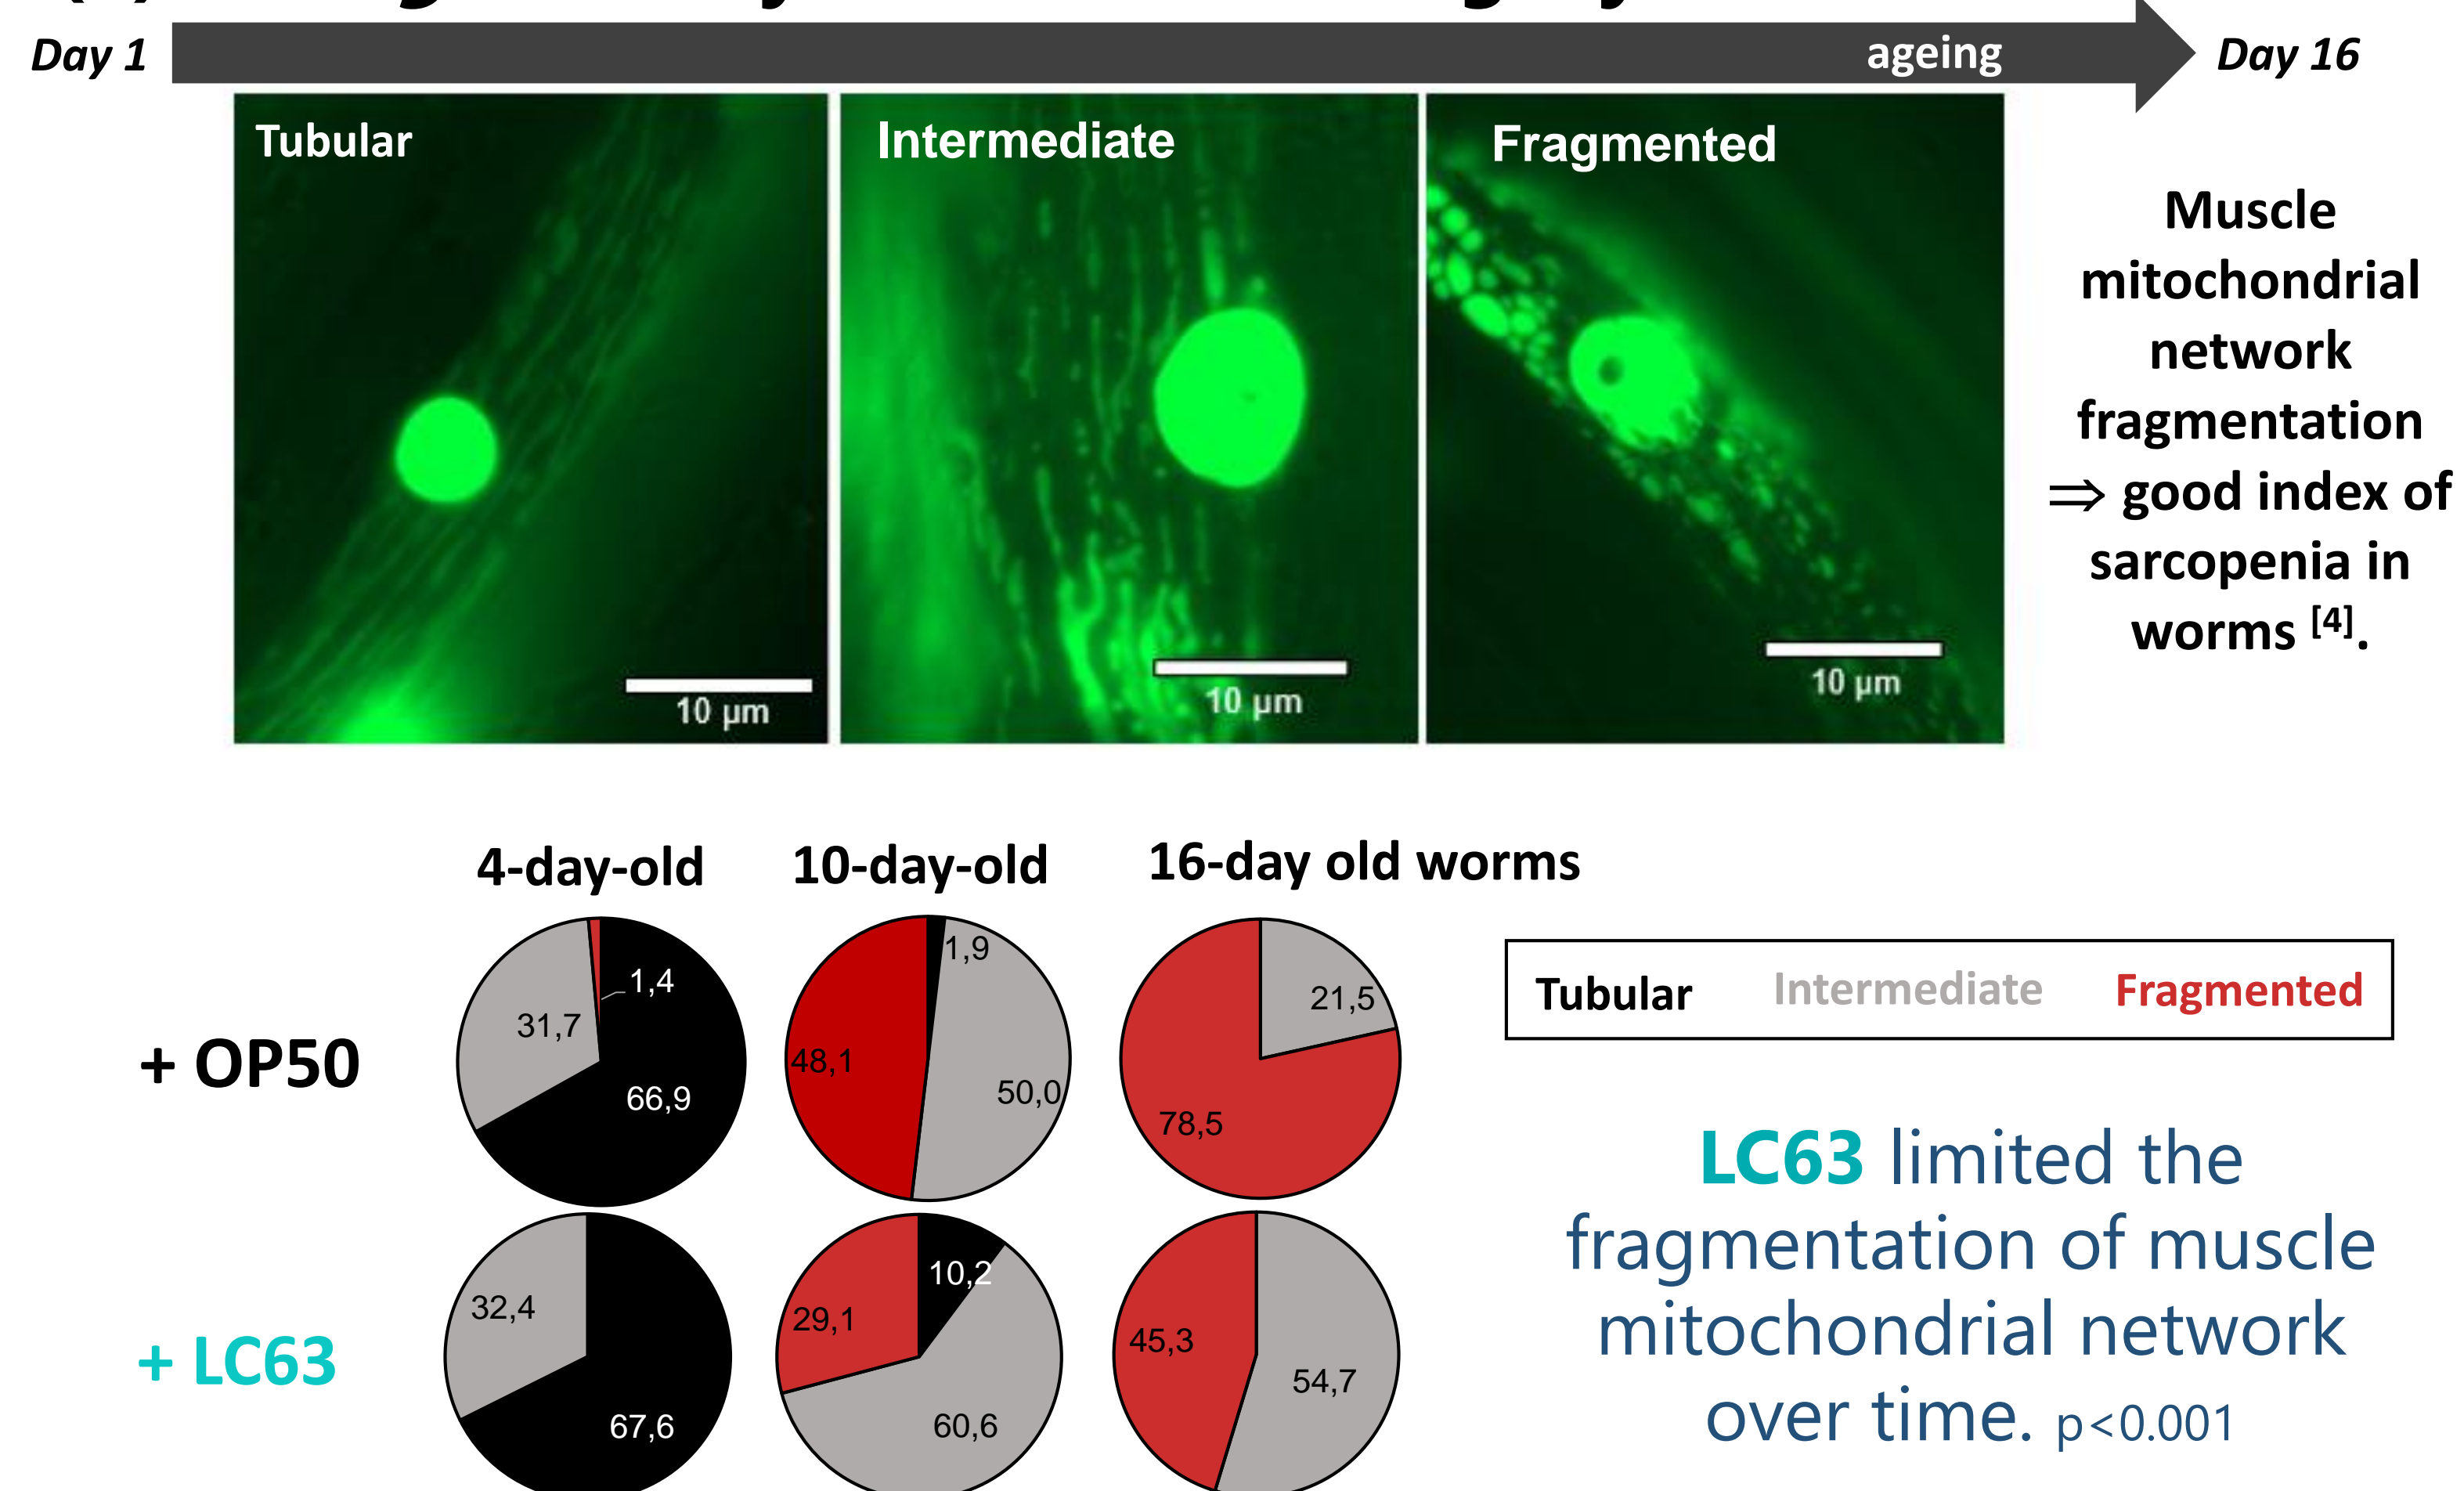 Day 1
ageing
Day 16
Tubular
Intermediate
Fragmented
10 µm
10 µm
10 µm
Muscle
mitochondrial
network
fragmentation
⇒ good index of
sarcopenia in
worms [4].
4-day-old
10-day-old
16-day old worms
+ OP50
1,4
31,7
66,9
1,9
48,1
50,0
21,5
78,5
Tubular Intermediate Fragmented
+ LC63
32,4
67,6
10,2
29,1
60,6
45,3
54,7
LC63 limited the
fragmentation of muscle
mitochondrial network
over time. p<0.001